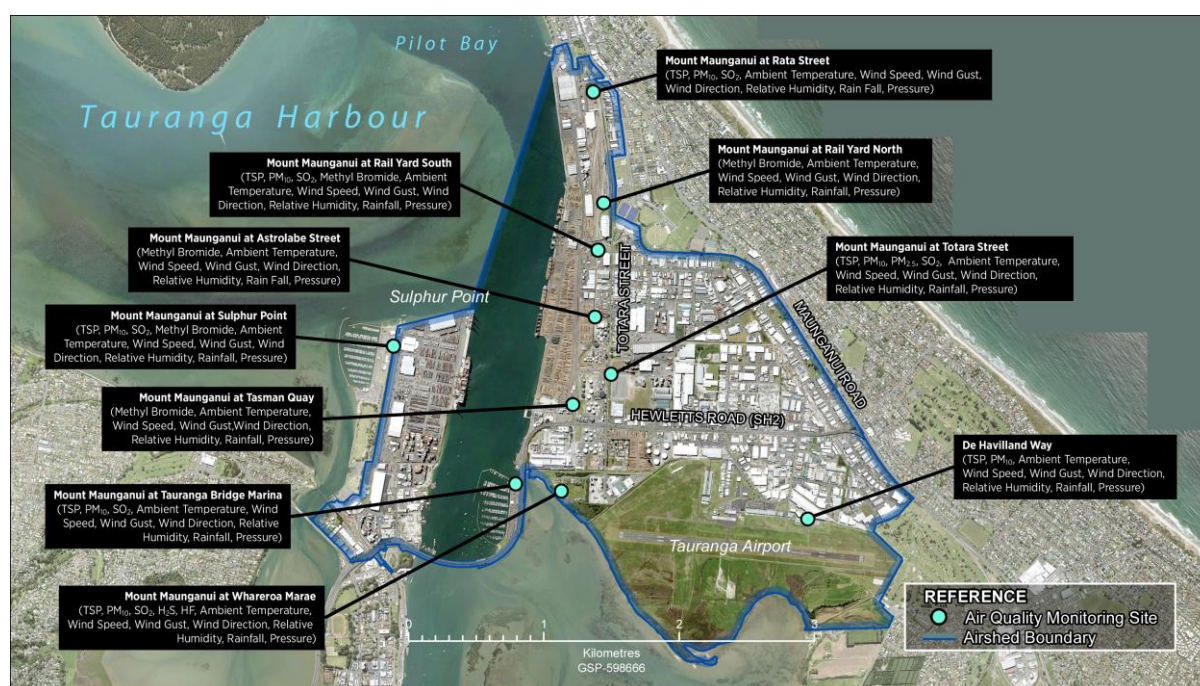 Pilot Bay
Tauranga Harbour
Mount Maunganui at Rata Street
(TSP, PM₁₀, SO₂, Ambient Temperature, Wind Speed, Wind Gust,
Wind Direction, Relative Humidity, Rain Fall, Pressure)
Mount Maunganui at Rail Yard North
(Methyl Bromide, Ambient Temperature,
Wind Speed, Wind Gust, Wind Direction,
Relative Humidity, Rainfall, Pressure)
Mount Maunganui at Rail Yard South
(TSP, PM₁₀, SO₂, Methyl Bromide, Ambient
Temperature, Wind Speed, Wind Gust, Wind
Direction, Relative Humidity, Rainfall, Pressure)
Mount Maunganui at Astrolabe Street
(Methyl Bromide, Ambient Temperature,
Wind Speed, Wind Gust, Wind Direction,
Relative Humidity, Rain Fall, Pressure)
Mount Maunganui at Totara Street
(TSP, PM₁₀, PM₂.₅, SO₂, Ambient Temperature,
Wind Speed, Wind Gust, Wind Direction,
Relative Humidity, Rainfall, Pressure)
TOTARA STREET
Sulphur Point
MAUNGANUI ROAD
Mount Maunganui at Sulphur Point
(TSP, PM₁₀, SO₂, Methyl Bromide, Ambient
Temperature, Wind Speed, Wind Gust, Wind
Direction, Relative Humidity, Rainfall, Pressure)
Mount Maunganui at Tasman Quay
(Methyl Bromide, Ambient Temperature,
Wind Speed, Wind Gust,Wind Direction,
Relative Humidity, Rainfall, Pressure)
HEWLETTS ROAD (SH2)
De Havilland Way
(TSP, PM₁₀, Ambient Temperature,
Wind Speed, Wind Gust, Wind Direction,
Relative Humidity, Rainfall, Pressure)
Mount Maunganui at Tauranga Bridge Marina
(TSP, PM₁₀, SO₂, Ambient Temperature, Wind
Speed, Wind Gust, Wind Direction, Relative
Humidity, Rainfall, Pressure)
Tauranga Airport
Mount Maunganui at Whareroa Marae
(TSP, PM₁₀, SO₂, H₂S, HF, Ambient Temperature,
Wind Speed, Wind Gust, Wind Direction, Relative
Humidity, Rainfall, Pressure)
REFERENCE
Air Quality Monitoring Site
Airshed Boundary
0 1 2 3
Kilometres
GSP-598666